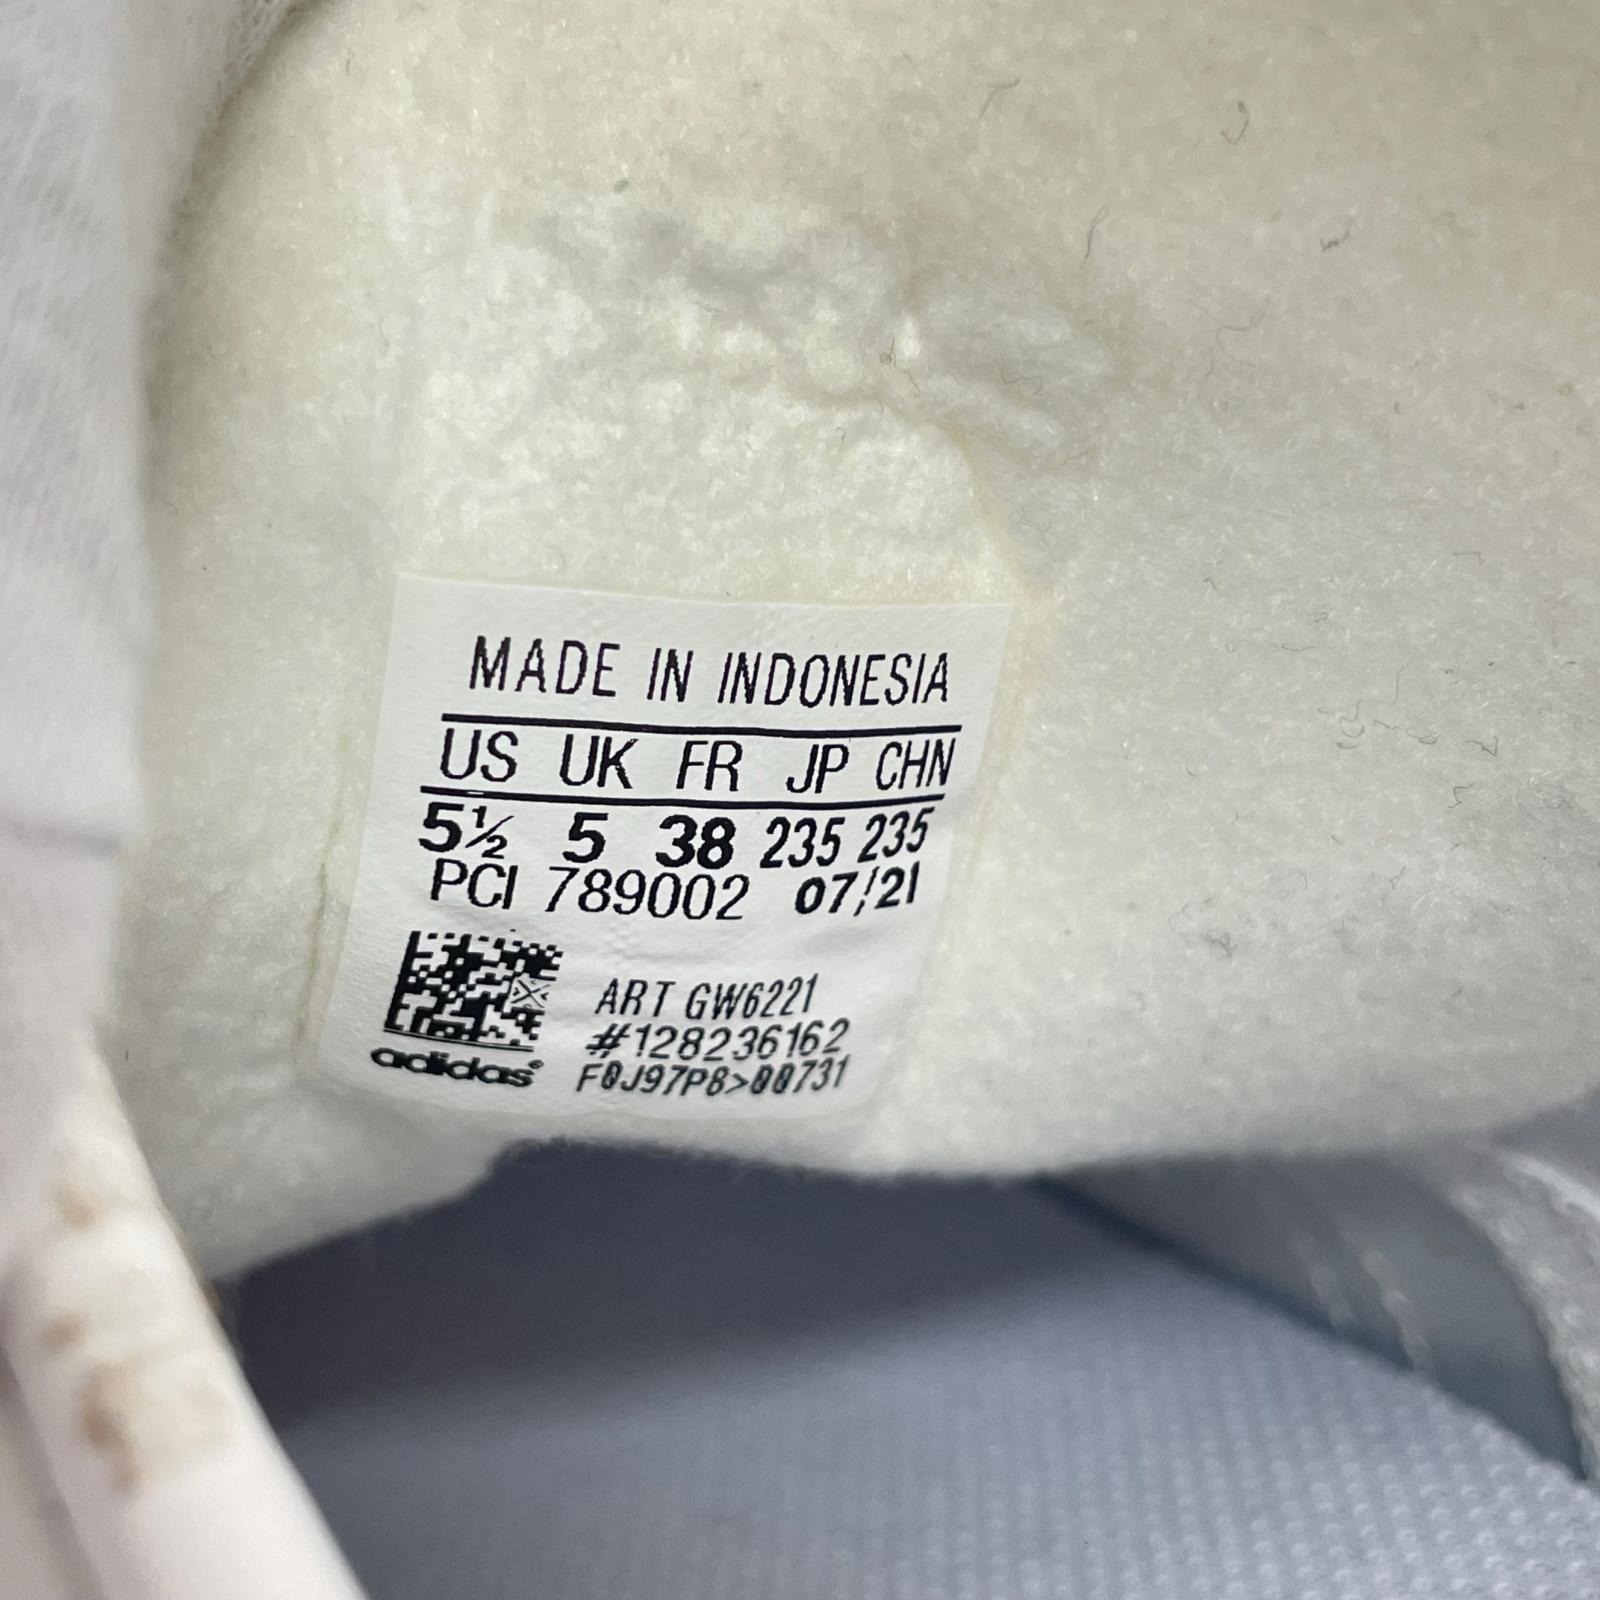 MADE IN INDONESIA
US UK FR JP CHN
5½ 5 38 235 235
PCI 789002 07/21
ART GW6221
#128236162
adidas® F0J97P8>00731